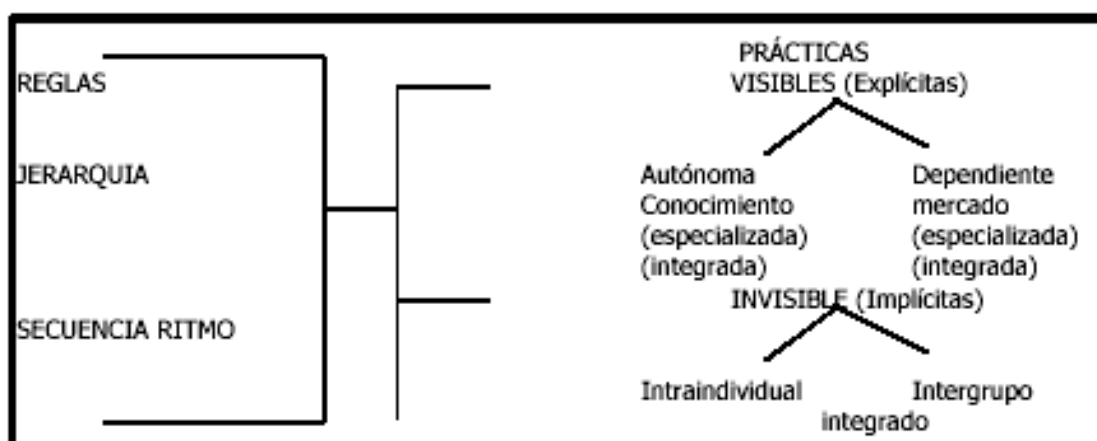 PRÁCTICAS
REGLAS
VISIBLES (Explícitas)
JERARQUIA
Autónoma
Conocimiento
(especializada)
(integrada)
Dependiente
mercado
(especializada)
(integrada)
INVISIBLE (Implícitas)
SECUENCIA RITMO
Intraindividual
Intergrupo
integrado